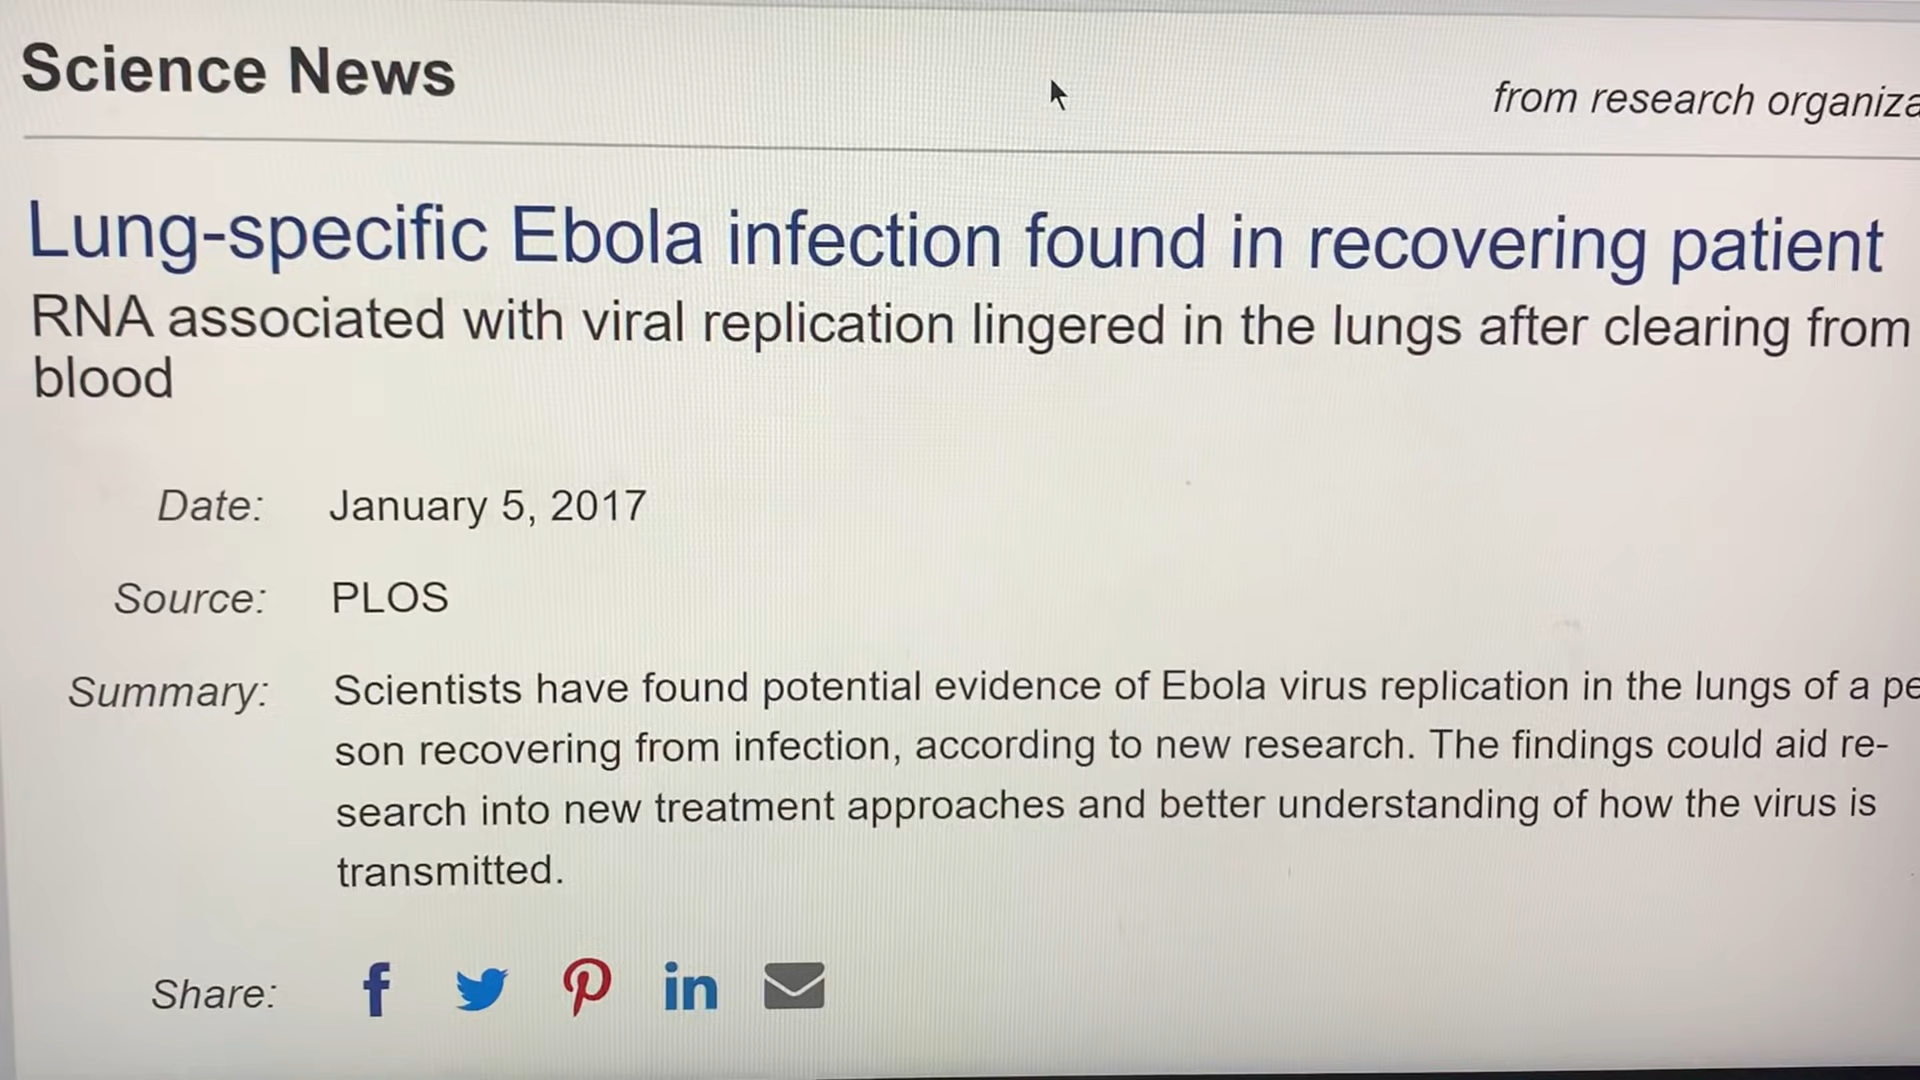 Science News
from research organiza
Lung-specific Ebola infection found in recovering patient
RNA associated with viral replication lingered in the lungs after clearing from
blood
Date: January 5, 2017
Source: PLOS
Summary: Scientists have found potential evidence of Ebola virus replication in the lungs of a pe
son recovering from infection, according to new research. The findings could aid re-
search into new treatment approaches and better understanding of how the virus is
transmitted.
Share: f in